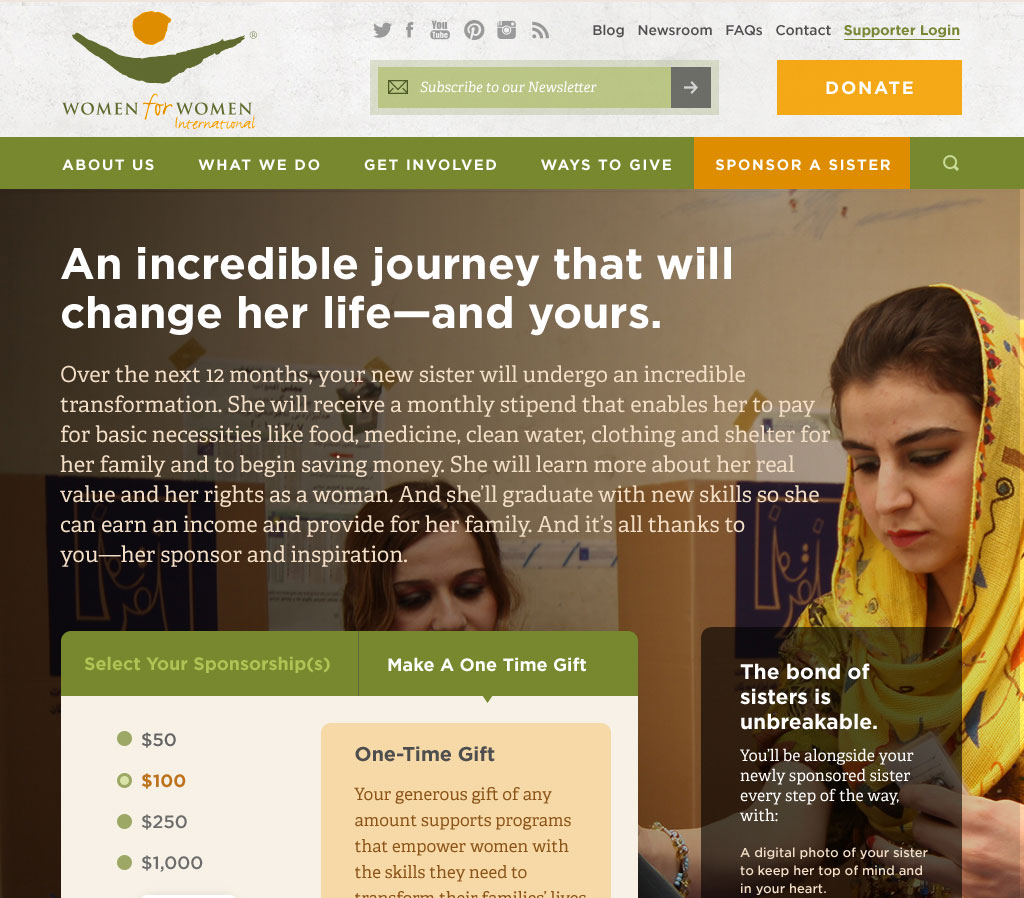 WOMEN for WOMEN
International
®
You
Tube
Blog Newsroom FAQs Contact Supporter Login
Subscribe to our Newsletter
DONATE
ABOUT US WHAT WE DO GET INVOLVED WAYS TO GIVE SPONSOR A SISTER
An incredible journey that will
change her life—and yours.
Over the next 12 months, your new sister will undergo an incredible
transformation. She will receive a monthly stipend that enables her to pay
for basic necessities like food, medicine, clean water, clothing and shelter for
her family and to begin saving money. She will learn more about her real
value and her rights as a woman. And she’ll graduate with new skills so she
can earn an income and provide for her family. And it’s all thanks to
you—her sponsor and inspiration.
Select Your Sponsorship(s) Make A One Time Gift
$50
$100
$250
$1,000
One-Time Gift
Your generous gift of any
amount supports programs
that empower women with
the skills they need to
transform their families’ lives
The bond of
sisters is
unbreakable.
You’ll be alongside your
newly sponsored sister
every step of the way,
with:
A digital photo of your sister
to keep her top of mind and
in your heart.